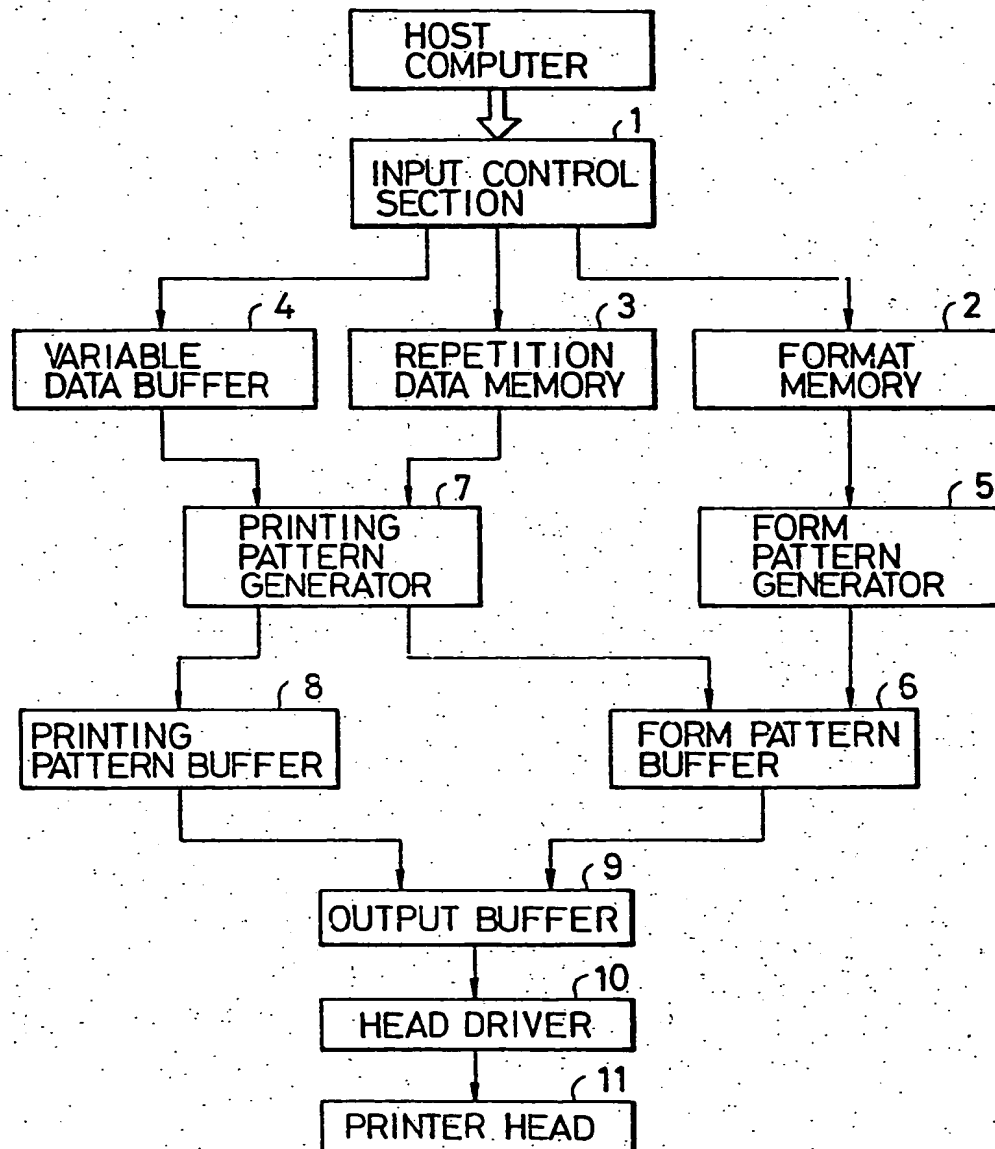 HOST
COMPUTER
1
INPUT CONTROL
SECTION
4
VARIABLE
DATA BUFFER
3
REPETITION
DATA MEMORY
2
FORMAT
MEMORY
7
PRINTING
PATTERN
GENERATOR
5
FORM
PATTERN
GENERATOR
8
PRINTING
PATTERN BUFFER
6
FORM PATTERN
BUFFER
9
OUTPUT BUFFER
10
HEAD DRIVER
11
PRINTER HEAD